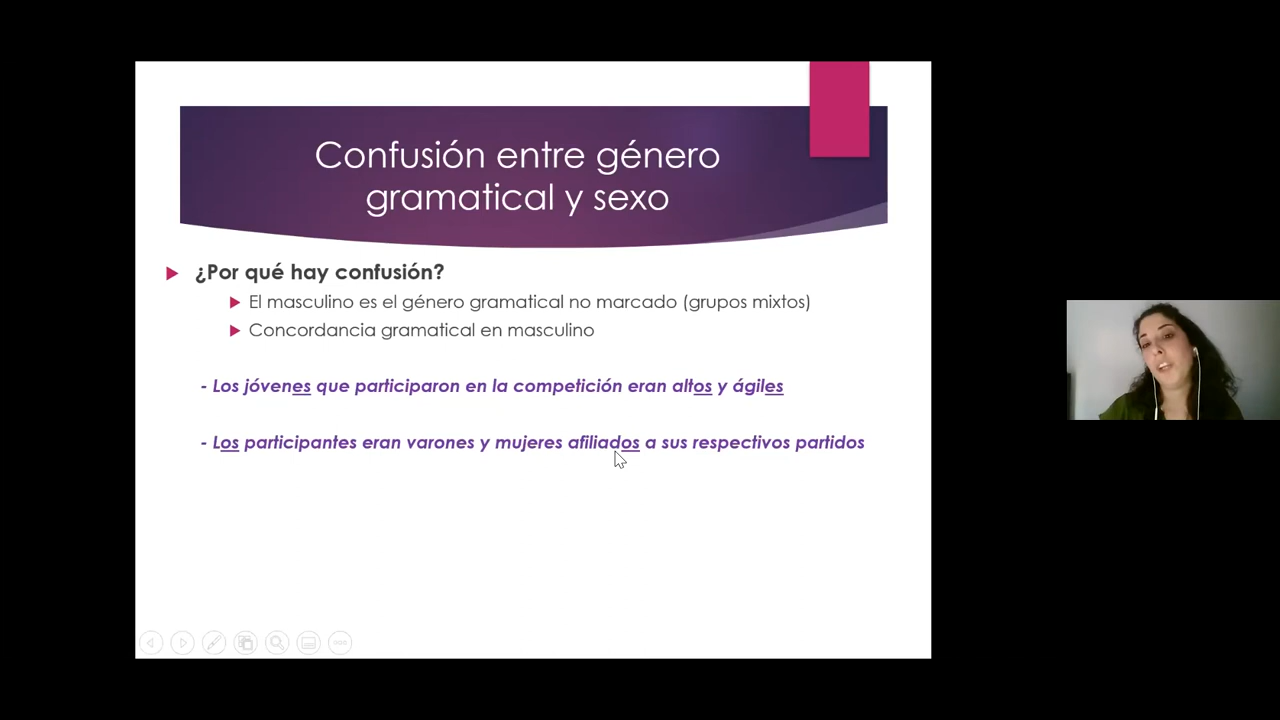 Confusión entre género
gramatical y sexo
¿Por qué hay confusión?
El masculino es el género gramatical no marcado (grupos mixtos)
Concordancia gramatical en masculino
- Los jóvenes que participaron en la competición eran altos y ágiles
- Los participantes eran varones y mujeres afiliados a sus respectivos partidos